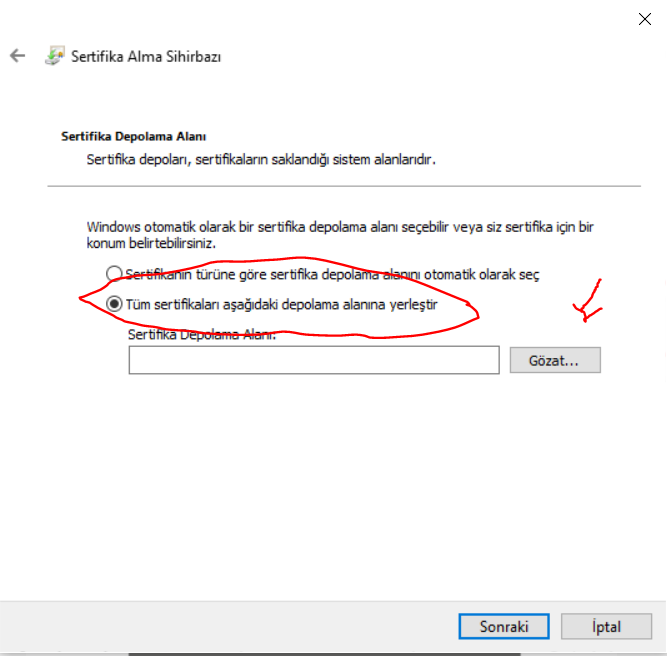 Sertifika Alma Sihirbazı
Sertifika Depolama Alanı
Sertifika depoları, sertifikaların saklandığı sistem alanlarıdır.
Windows otomatik olarak bir sertifika depolama alanı seçebilir veya siz sertifika için bir
konum belirtebilirsiniz.
Sertifikanın türüne göre sertifika depolama alanını otomatik olarak seç
Tüm sertifikaları aşağıdaki depolama alanına yerleştir
Sertifika Depolama Alanı:
Gözat...
Sonraki
İptal